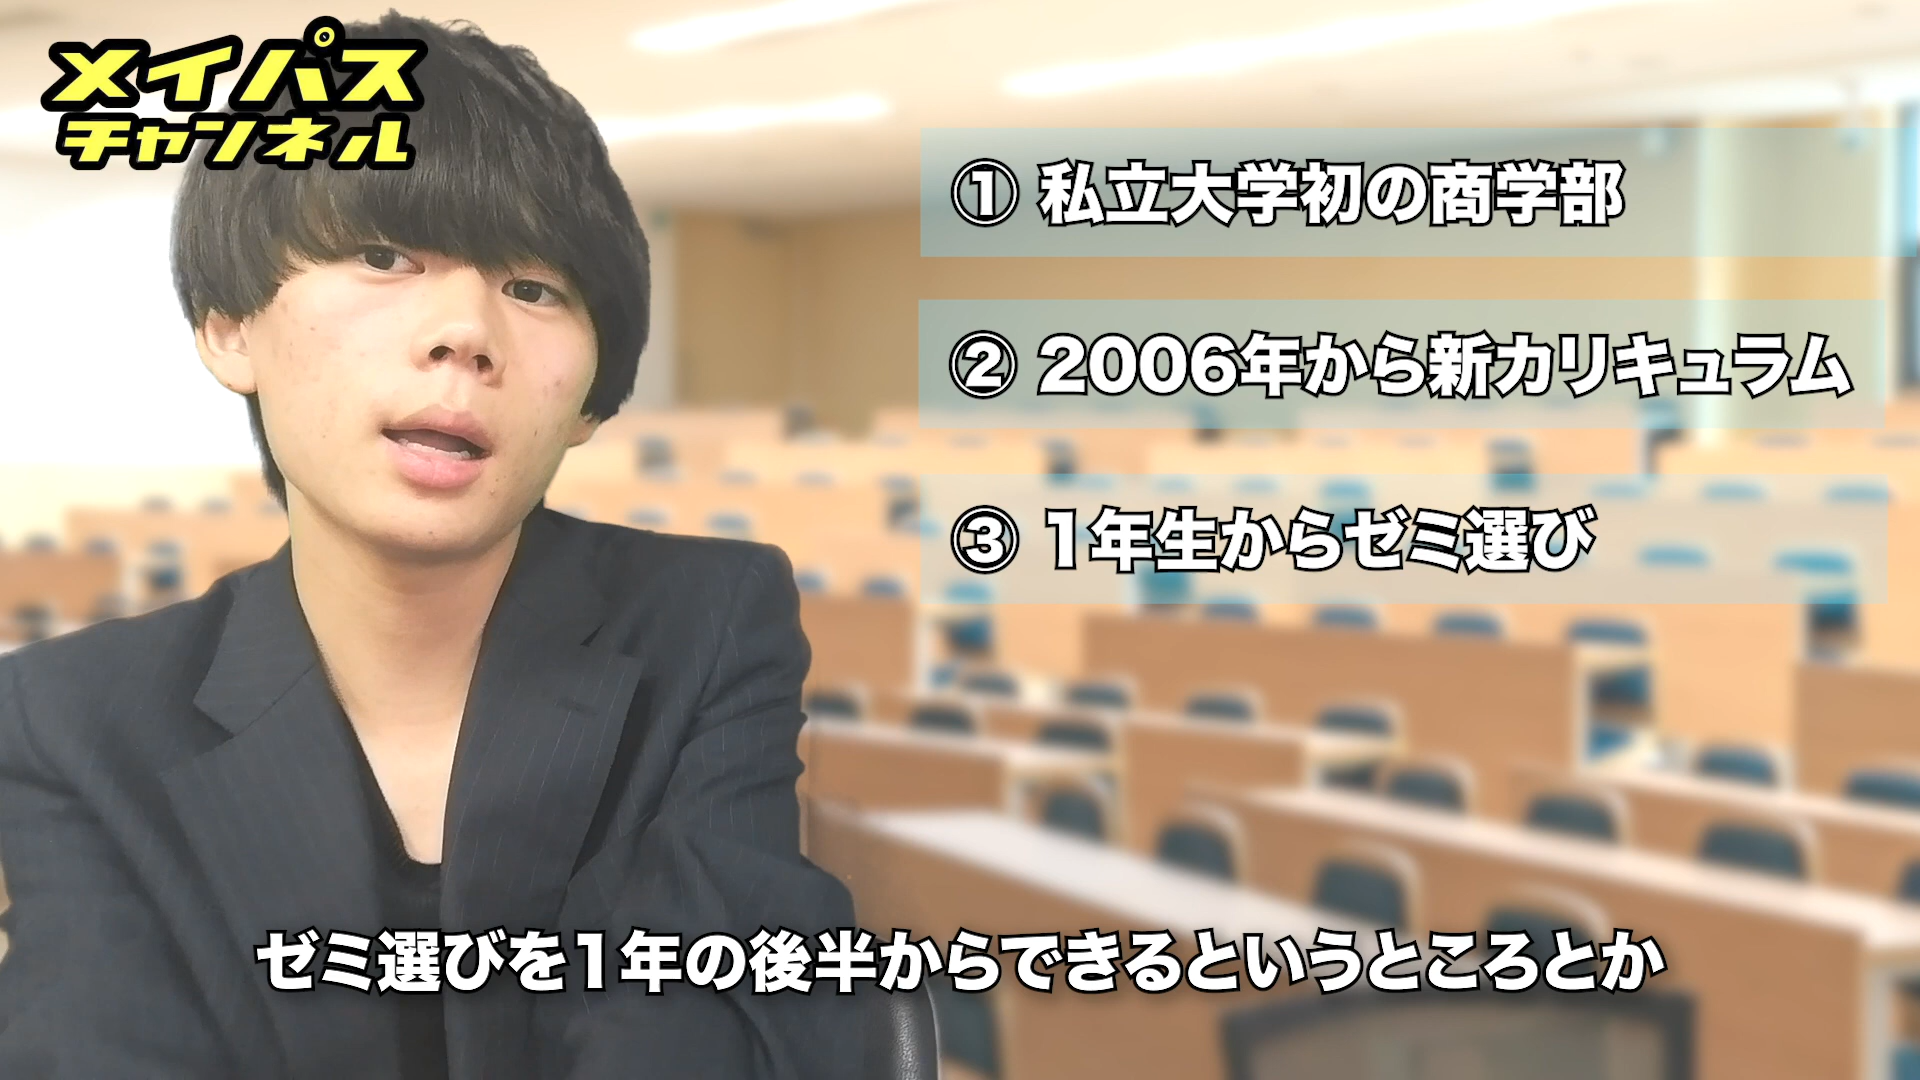 メイパス
チャンネル
① 私立大学初の商学部
② 2006年から新カリキュラム
③ 1年生からゼミ選び
ゼミ選びを1年の後半からできるというところとか